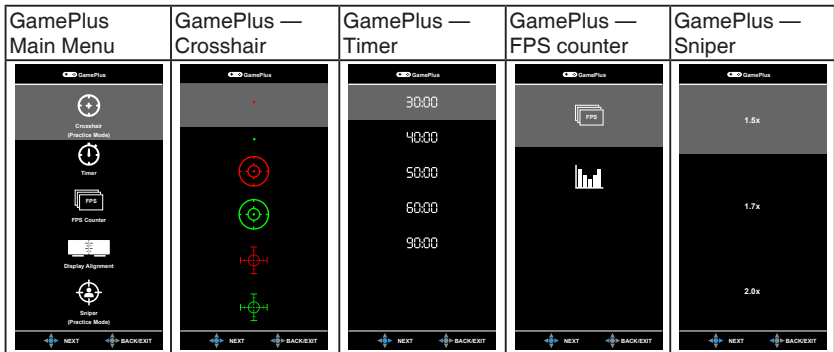 GamePlus
Main Menu
GamePlus —
Crosshair
GamePlus —
Timer
GamePlus —
FPS counter
GamePlus —
Sniper
GamePlus
Crosshair
(Practice Mode)
Timer
FPS
FPS Counter
Display Alignment
Sniper
(Practice Mode)
NEXT BACK/EXIT
GamePlus
NEXT BACK/EXIT
GamePlus
30:00
40:00
50:00
60:00
90:00
NEXT BACK/EXIT
GamePlus
FPS
NEXT BACK/EXIT
GamePlus
1.5x
1.7x
2.0x
NEXT BACK/EXIT